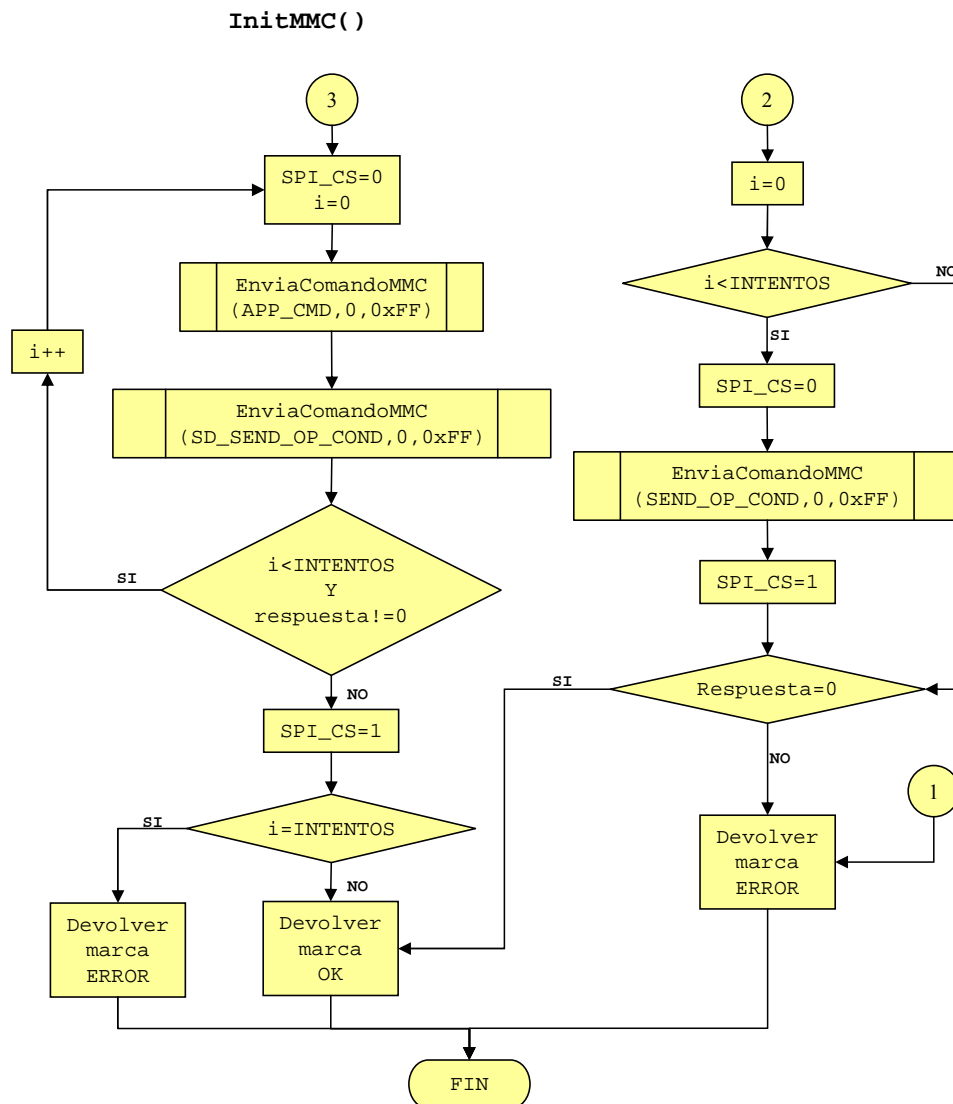 InitMMC()
3
SPI_CS=0
i=0
EnviaComandoMMC
(APP_CMD,0,0xFF)
i++
EnviaComandoMMC
(SD_SEND_OP_COND,0,0xFF)
i<INTENTOS
Y
respuesta!=0
SI
NO
SPI_CS=1
i=INTENTOS
SI
NO
Devolver
marca
ERROR
Devolver
marca
OK
2
i=0
i<INTENTOS
NO
SI
SPI_CS=0
EnviaComandoMMC
(SEND_OP_COND,0,0xFF)
SPI_CS=1
Respuesta=0
SI
NO
1
Devolver
marca
ERROR
FIN